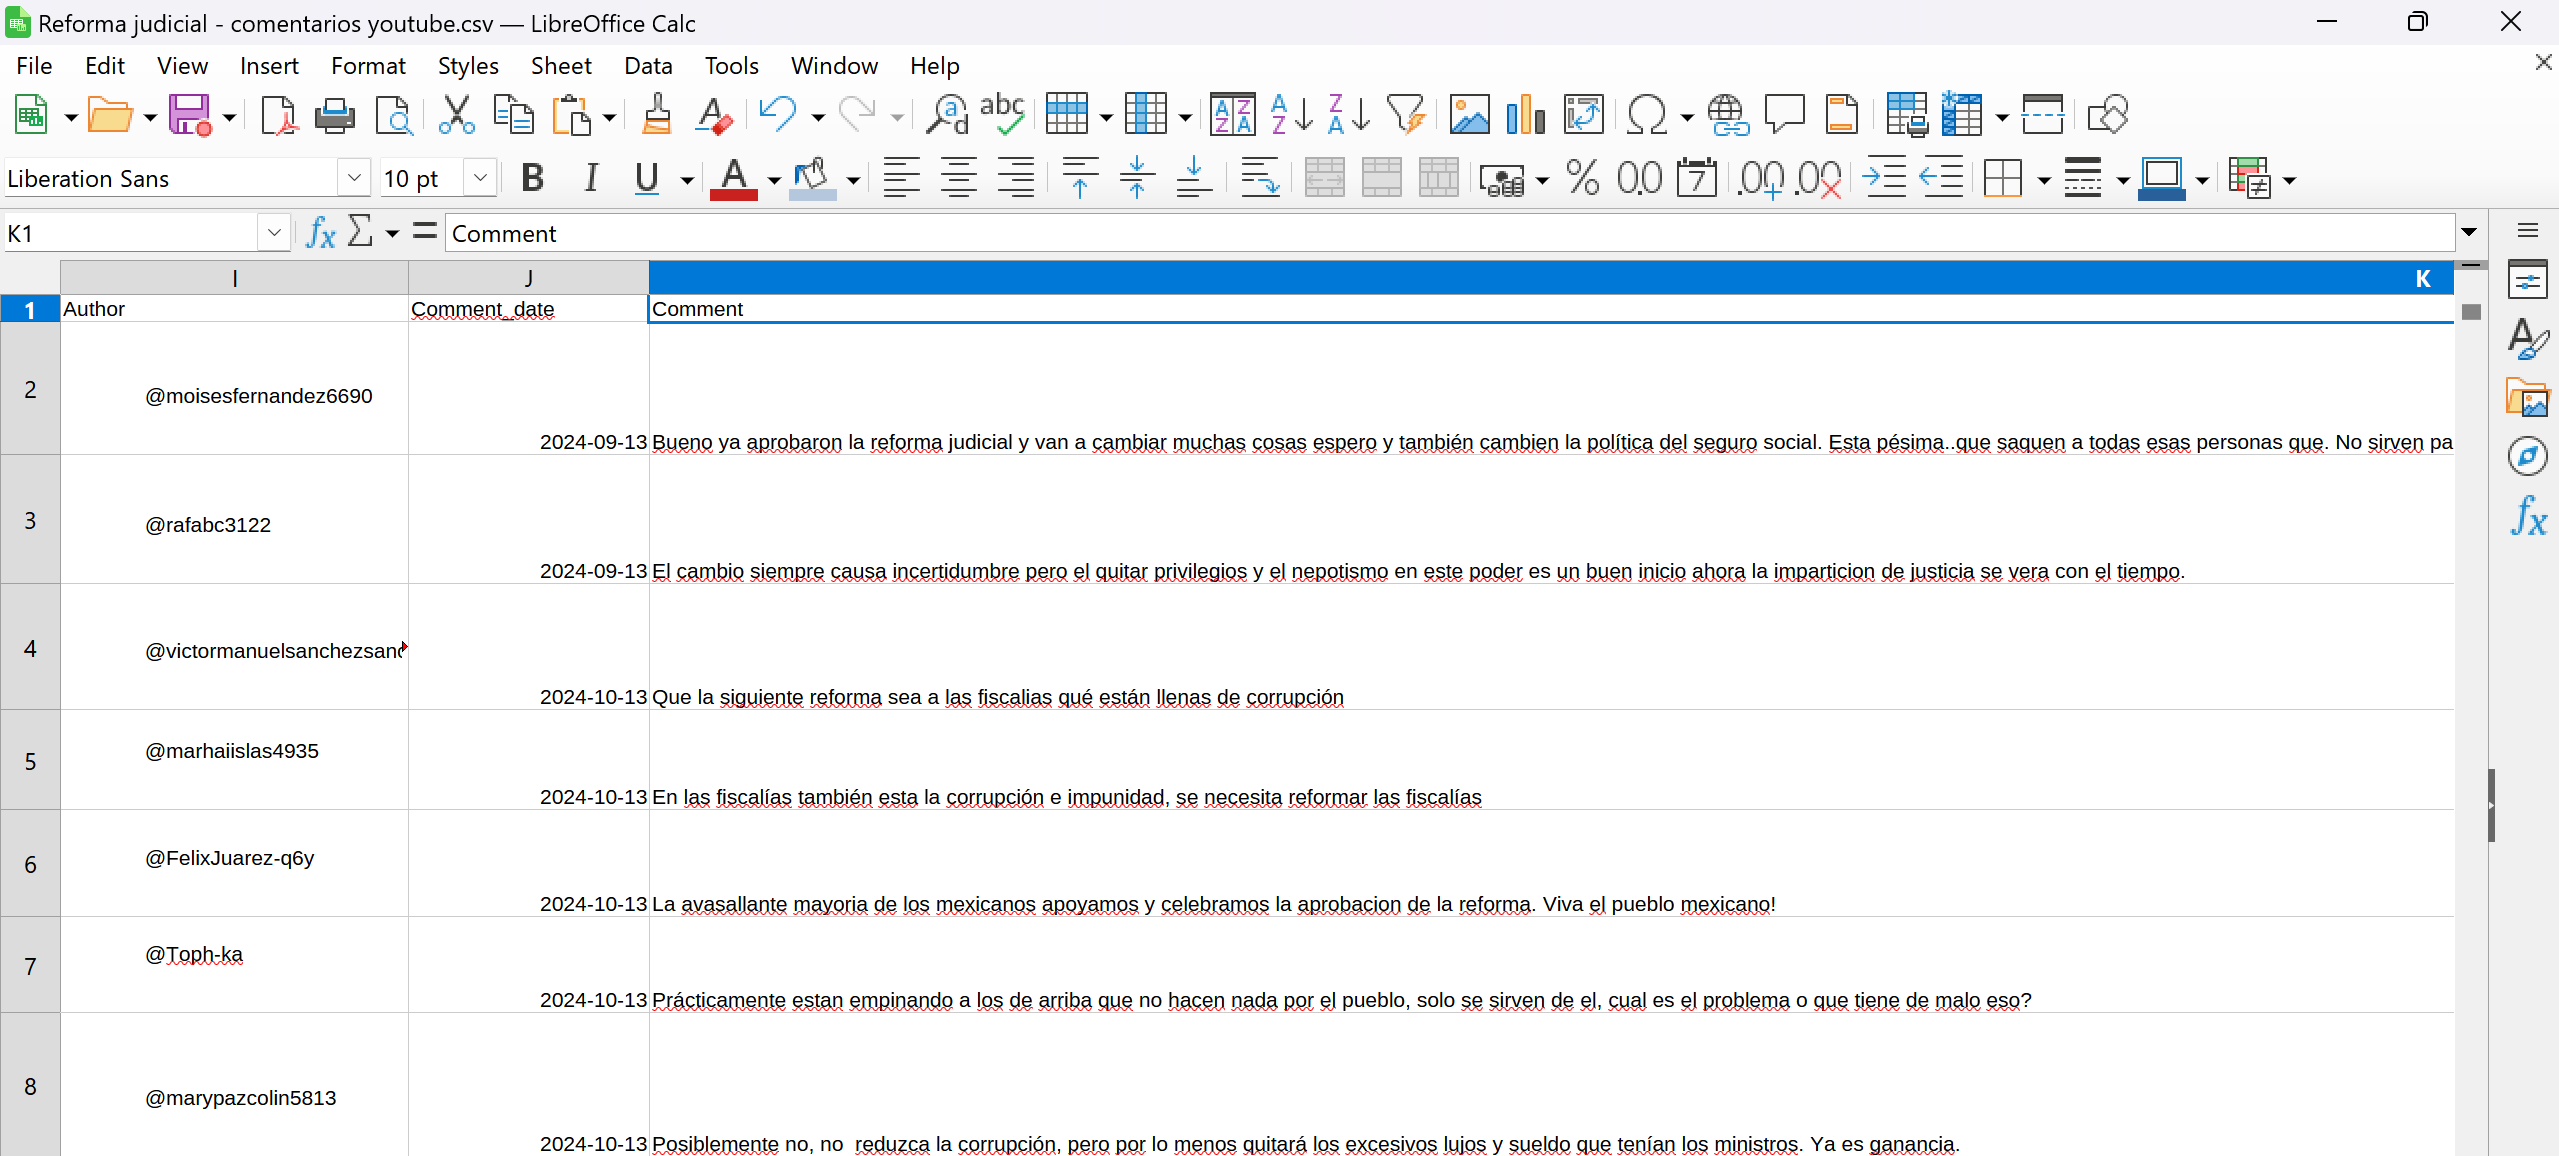 Reforma judicial - comentarios youtube.csv — LibreOffice Calc
File Edit View Insert Format Styles Sheet Data Tools Window Help
Liberation Sans 10 pt
K1 Comment
I J K
1 Author Comment_date Comment
2 @moisesfernandez6690 2024-09-13 Bueno ya aprobaron la reforma judicial y van a cambiar muchas cosas espero y también cambien la política del seguro social. Esta pésima..que saquen a todas esas personas que. No sirven pa
3 @rafabc3122 2024-09-13 El cambio siempre causa incertidumbre pero el quitar privilegios y el nepotismo en este poder es un buen inicio ahora la imparticion de justicia se vera con el tiempo.
4 @victormanuelsanchezsanc 2024-10-13 Que la siguiente reforma sea a las fiscalias qué están llenas de corrupción
5 @marhaiislas4935 2024-10-13 En las fiscalías también esta la corrupción e impunidad, se necesita reformar las fiscalías
6 @FelixJuarez-q6y 2024-10-13 La avasallante mayoria de los mexicanos apoyamos y celebramos la aprobacion de la reforma. Viva el pueblo mexicano!
7 @Toph-ka 2024-10-13 Prácticamente estan empinando a los de arriba que no hacen nada por el pueblo, solo se sirven de el, cual es el problema o que tiene de malo eso?
8 @marypazcolin5813 2024-10-13 Posiblemente no, no  reduzca la corrupción, pero por lo menos quitará los excesivos lujos y sueldo que tenían los ministros. Ya es ganancia.